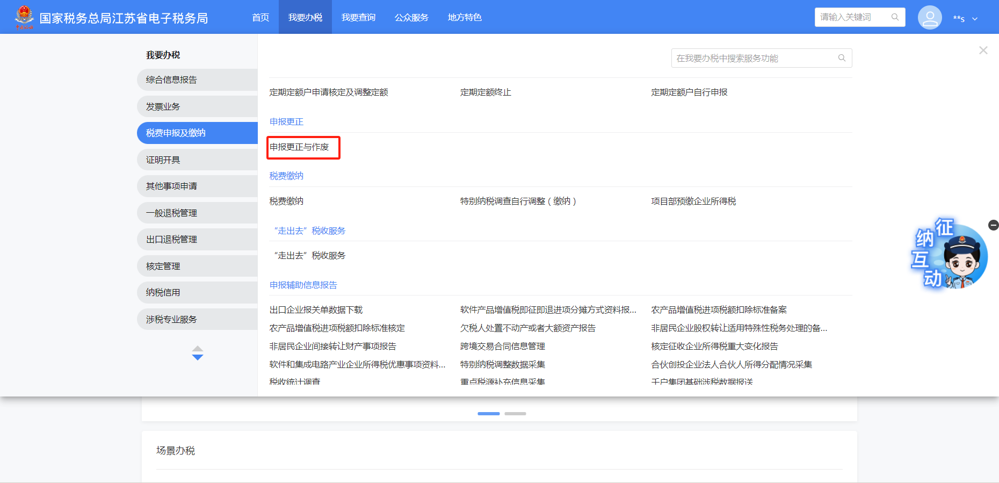 国家税务总局江苏省电子税务局
首页 我要办税 我要查询 公众服务 地方特色
请输入关键词
**s
我要办税
综合信息报告
发票业务
税费申报及缴纳
证明开具
其他事项申请
一般退税管理
出口退税管理
核定管理
纳税信用
涉税专业服务
在我要办税中搜索服务功能
定期定额户申请核定及调整定额 定期定额终止 定期定额户自行申报
申报更正
申报更正与作废
税费缴纳
税费缴纳 特别纳税调查自行调整（缴纳） 项目部预缴企业所得税
“走出去”税收服务
“走出去”税收服务
申报辅助信息报告
出口企业报关单数据下载 软件产品增值税即征即退进项分摊方式资料报... 农产品增值税进项税额扣除标准备案
农产品增值税进项税额扣除标准核定 欠税人处置不动产或者大额资产报告 非居民企业股权转让适用特殊性税务处理的备...
非居民企业间接转让财产事项报告 跨境交易合同信息管理 核定征收企业所得税重大变化报告
软件和集成电路产业企业所得税优惠事项资料... 特别纳税调整数据采集 合伙创投企业法人合伙人所得分配情况采集
税收统计调查 重点税源补充信息采集 千户集团基础涉税数据报送
征纳互动
场景办税